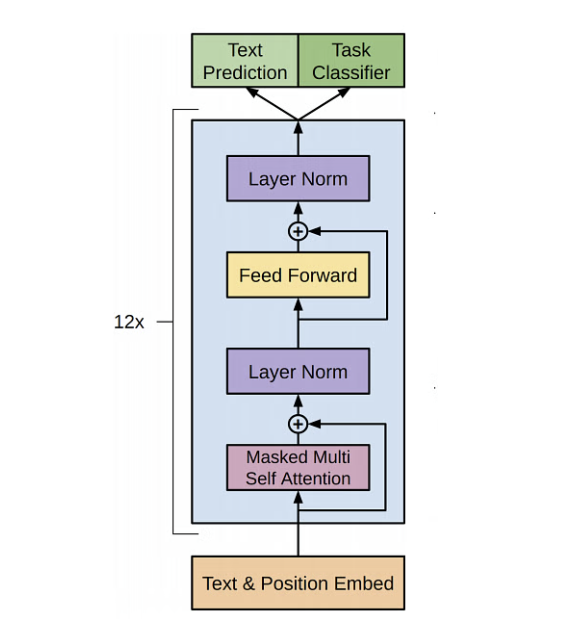 Text
Prediction
Task
Classifier
Layer Norm
Feed Forward
12x
Layer Norm
Masked Multi
Self Attention
Text & Position Embed